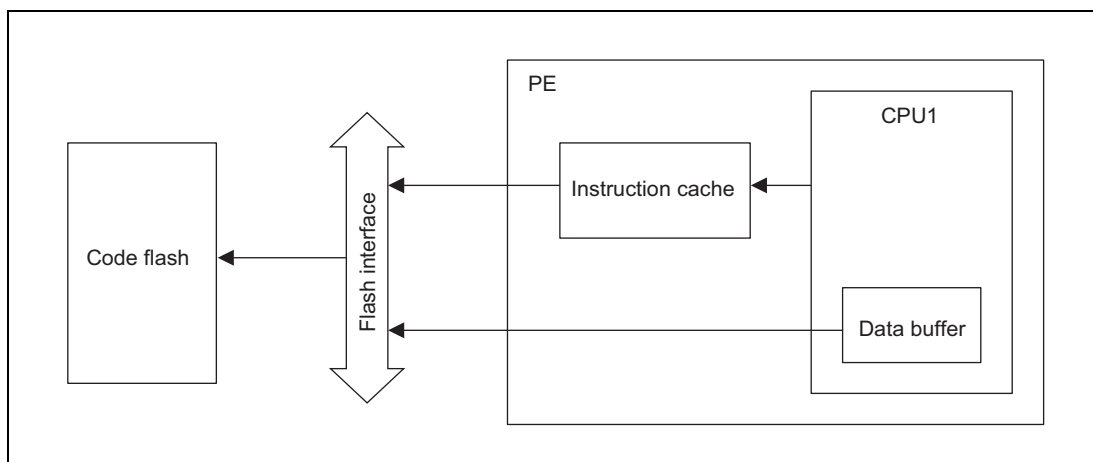 PE
CPU1
Instruction cache
Code flash
Flash interface
Data buffer